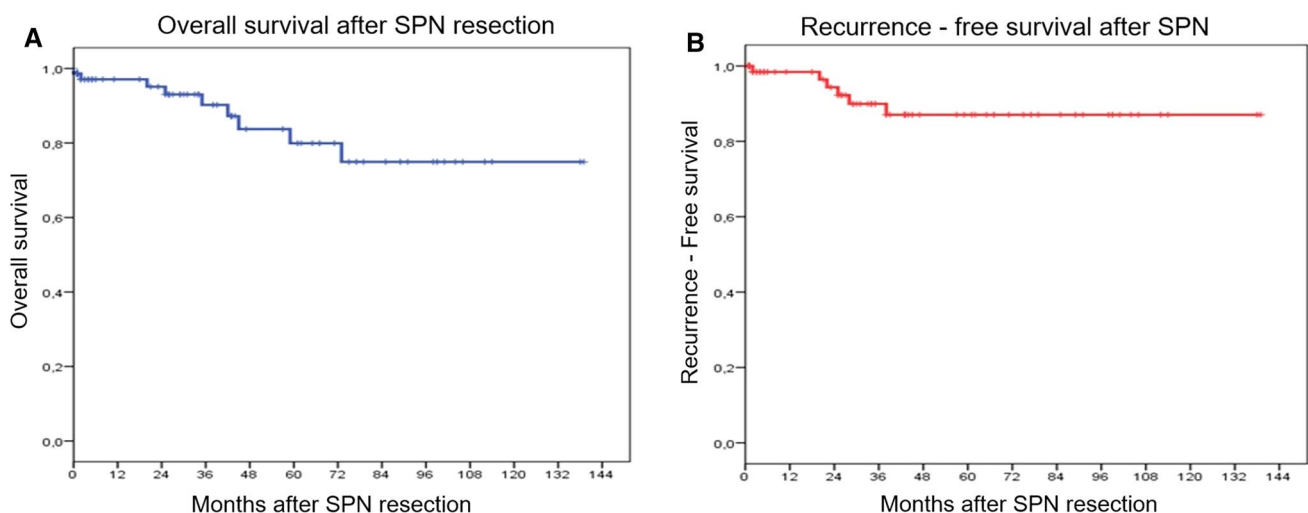 A
Overall survival after SPN resection
Overall survival
1,0
0,8
0,6
0,4
0,2
0,0
0 12 24 36 48 60 72 84 96 108 120 132 144
Months after SPN resection
B
Recurrence - free survival after SPN
Recurrence - Free survival
1,0
0,8
0,6
0,4
0,2
0,0
0 12 24 36 48 60 72 84 96 108 120 132 144
Months after SPN resection